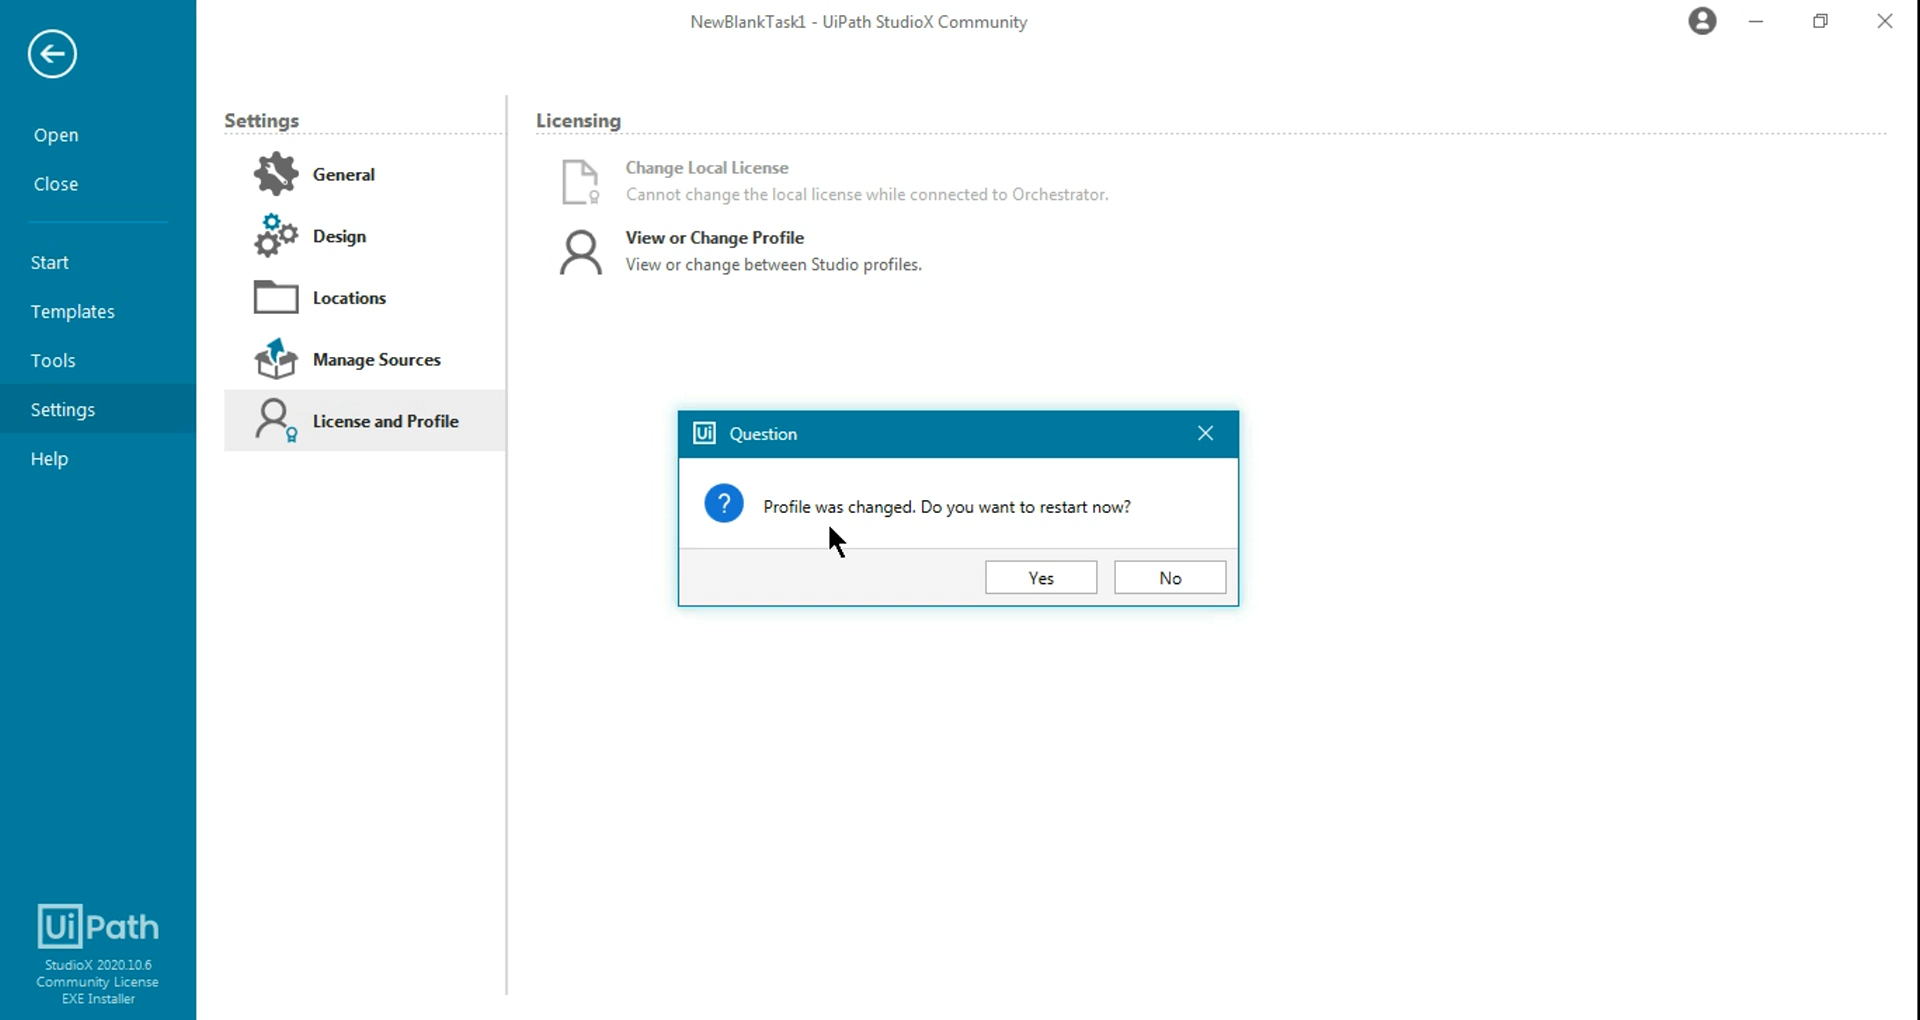 NewBlankTask1 - UiPath StudioX Community
Open
Close
Start
Templates
Tools
Settings
Help
Ui Path
StudioX 2020.10.6
Community License
EXE Installer
Settings
General
Design
Locations
Manage Sources
License and Profile
Licensing
Change Local License
Cannot change the local license while connected to Orchestrator.
View or Change Profile
View or change between Studio profiles.
Ui Question
? Profile was changed. Do you want to restart now?
Yes No